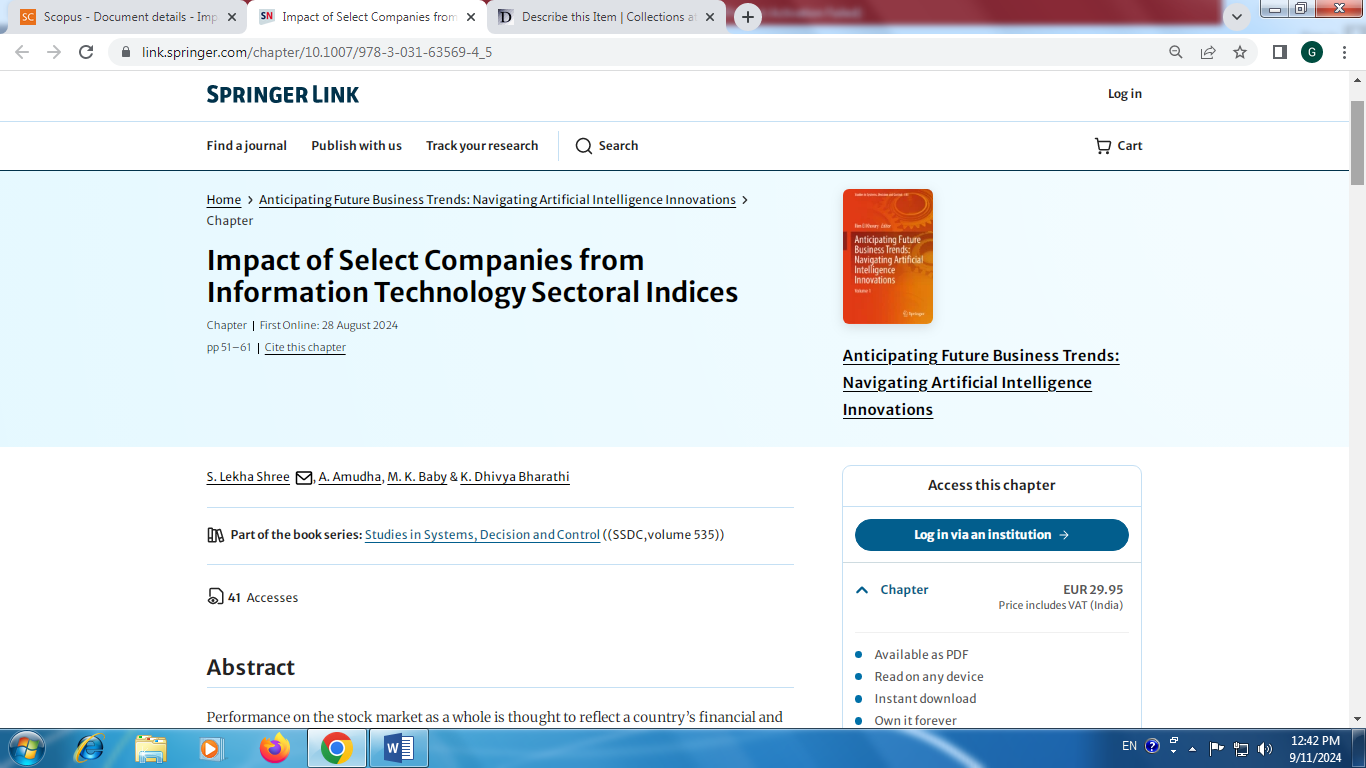 Scopus - Document details - Imp
Impact of Select Companies from
Describe this Item | Collections at
link.springer.com/chapter/10.1007/978-3-031-63569-4_5
G
SPRINGER LINK
Log in
Find a journal
Publish with us
Track your research
Search
Cart
Home > Anticipating Future Business Trends: Navigating Artificial Intelligence Innovations >
Chapter
Impact of Select Companies from
Information Technology Sectoral Indices
Chapter | First Online: 28 August 2024
pp 51–61 | Cite this chapter
Anticipating Future
Business Trends:
Navigating Artificial
Intelligence
Innovations
Volume 1
Springer
Anticipating Future Business Trends:
Navigating Artificial Intelligence
Innovations
S. Lekha Shree, A. Amudha, M. K. Baby & K. Dhivya Bharathi
Part of the book series: Studies in Systems, Decision and Control ((SSDC,volume 535))
41 Accesses
Abstract
Performance on the stock market as a whole is thought to reflect a country's financial and
Access this chapter
Log in via an institution →
Chapter
EUR 29.95
Price includes VAT (India)
Available as PDF
Read on any device
Instant download
Own it forever
EN
12:42 PM
9/11/2024